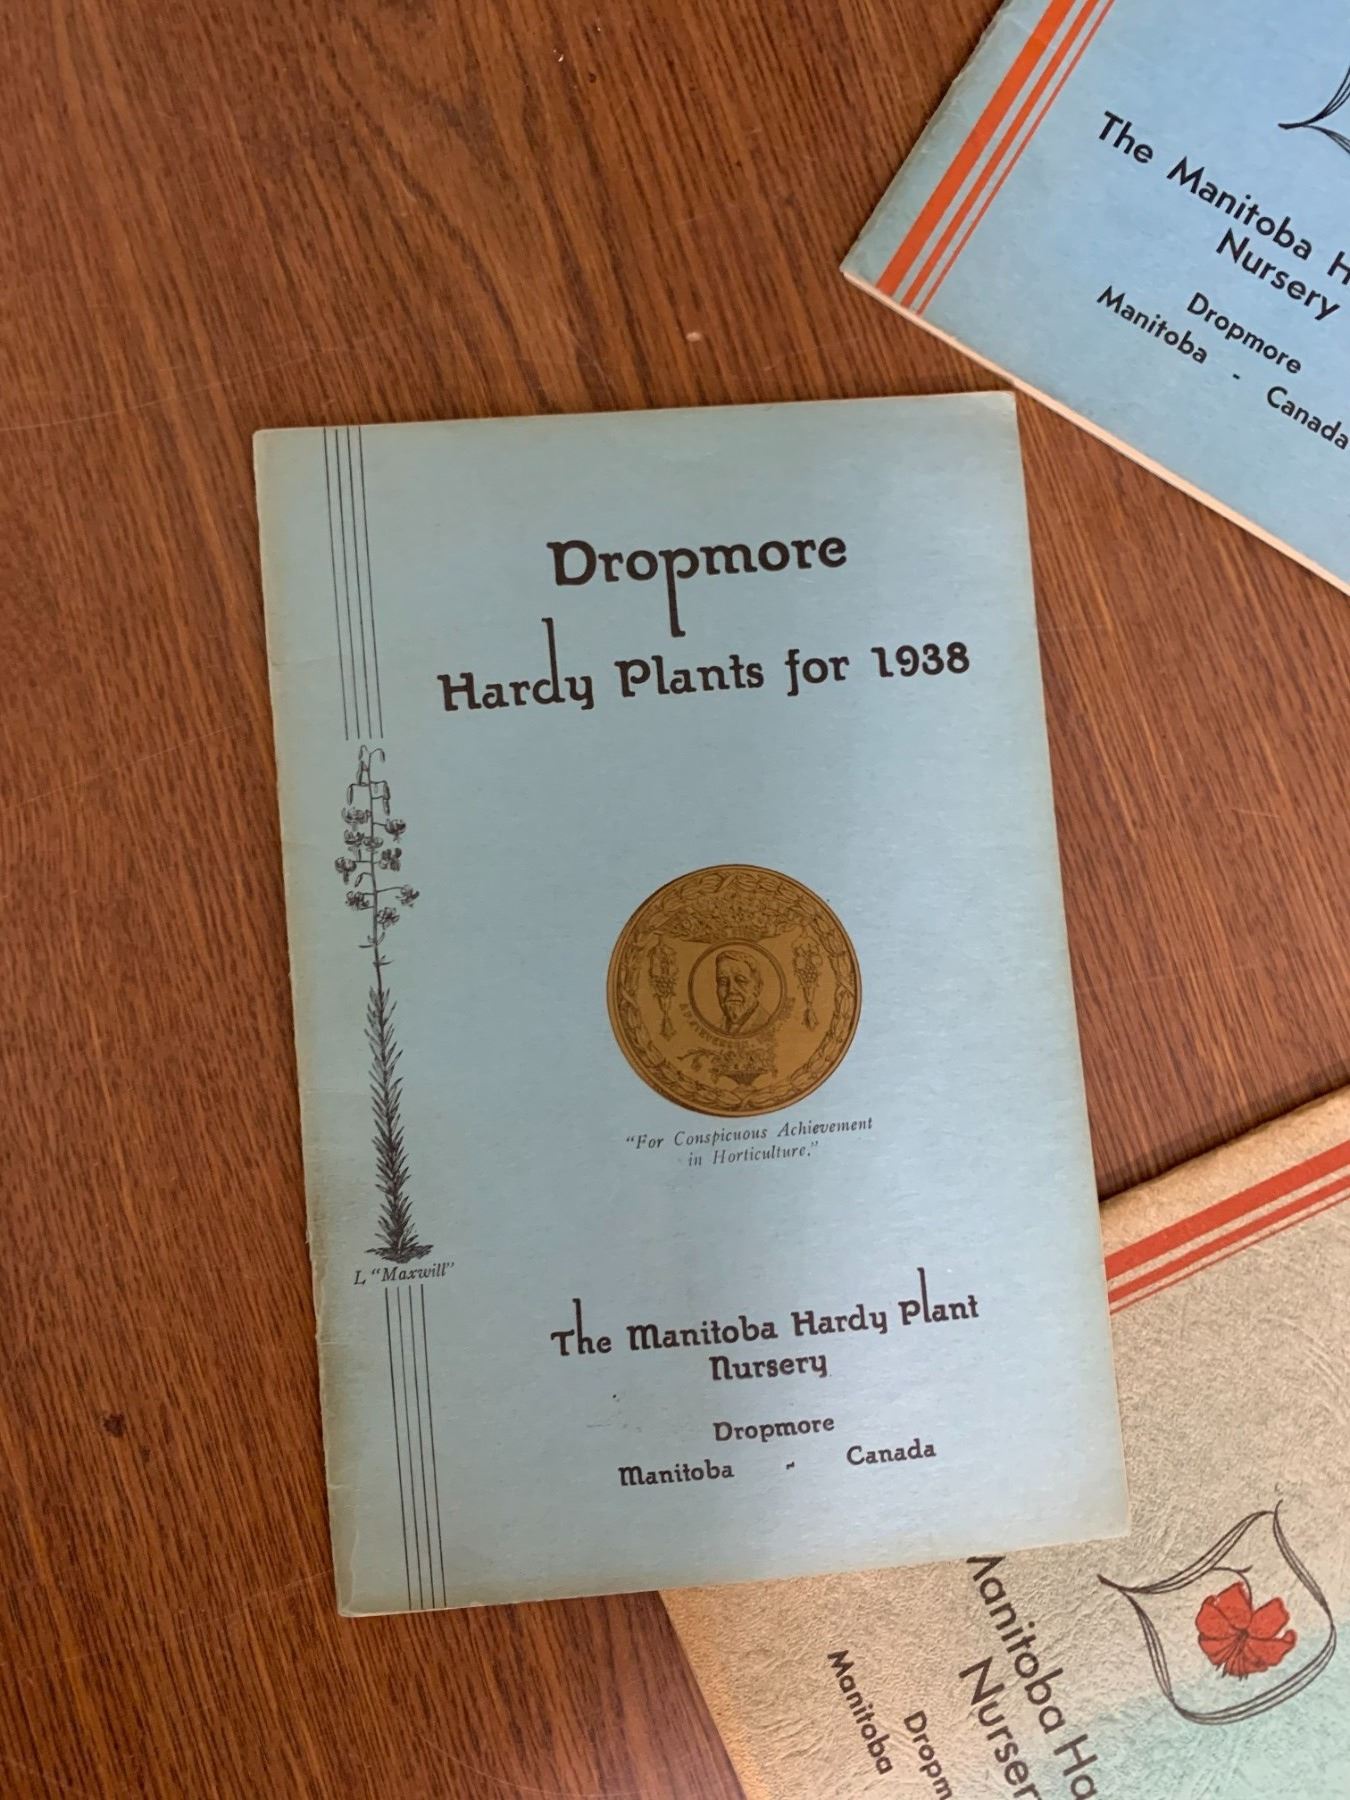 Dropmore
Hardy Plants for 1938
"For Conspicuous Achievement
in Horticulture."
L "Maxwill"
The Manitoba Hardy Plant
Nursery
Dropmore
Manitoba - Canada
The Manitoba H
Nursery
Dropmore
Manitoba - Canada
Manitoba Ha
Nurser
Dropm
Manitoba